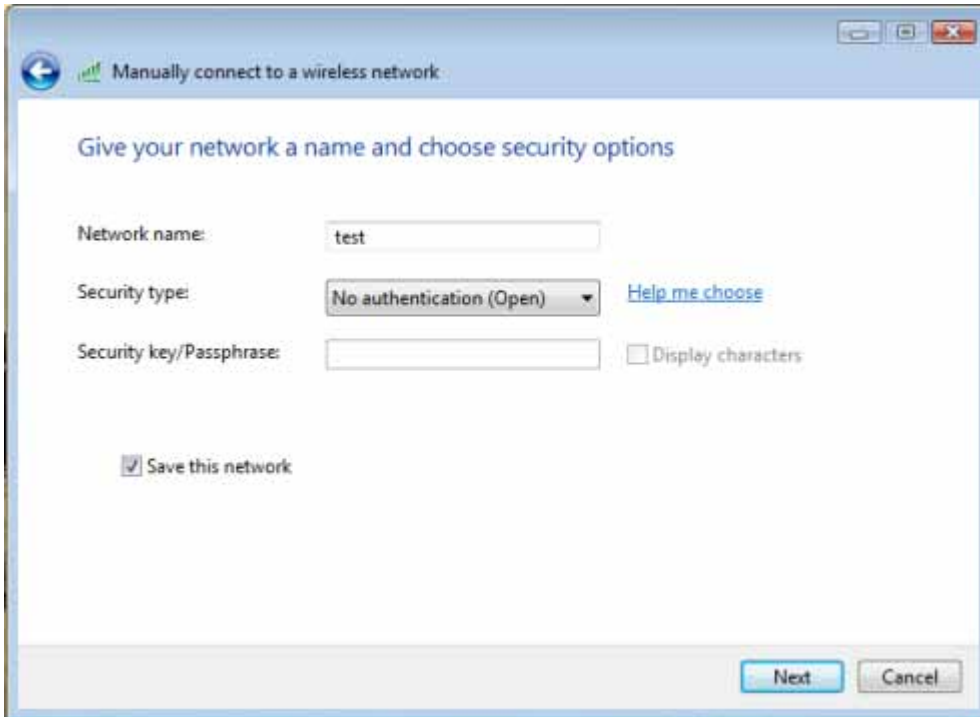 Manually connect to a wireless network
Give your network a name and choose security options
Network name: test
Security type: No authentication (Open) Help me choose
Security key/Passphrase: Display characters
Save this network
Next Cancel